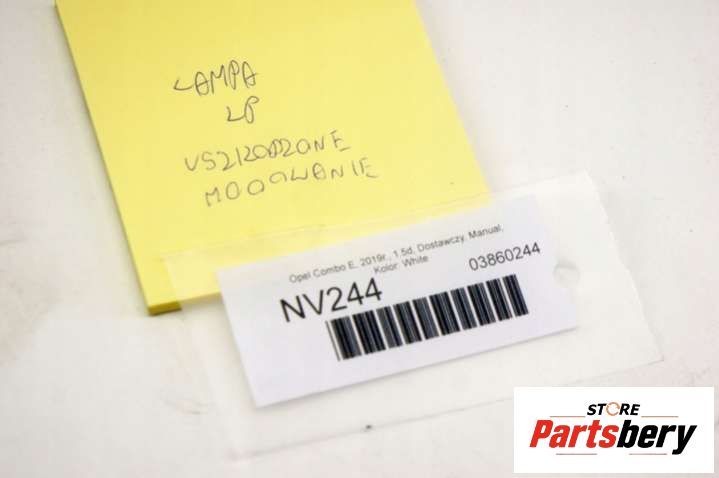 LAMPA
LP
USZKODZONE
MOCOWANIE
Opel Combo E, 2019r., 1.5d, Dostawczy, Manual,
Kolor: White
NV244
03860244
STORE
Partsbery